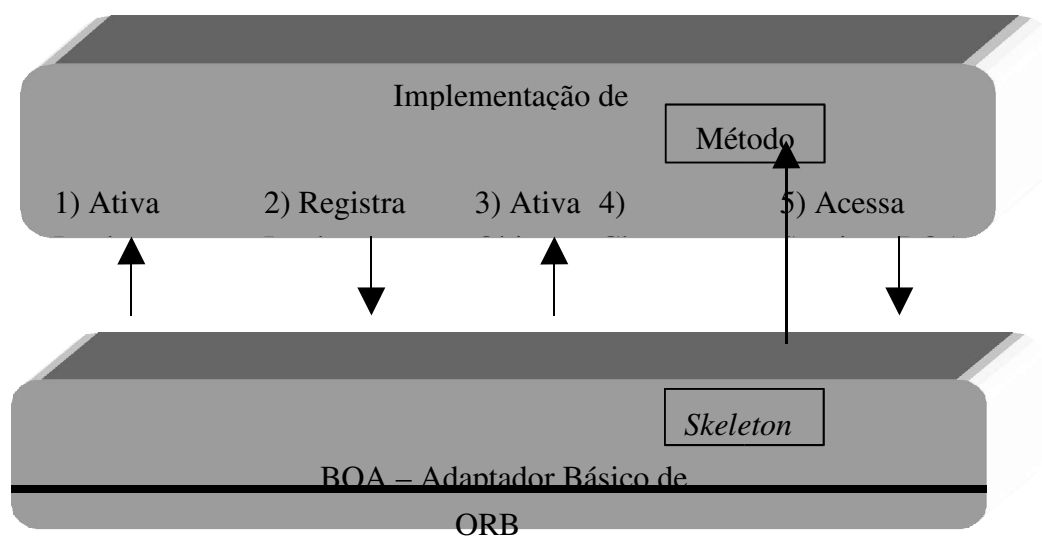 Implementação de
Método
1) Ativa 2) Registra 3) Ativa 4) 5) Acessa
Skeleton
BOA – Adaptador Básico de
ORB